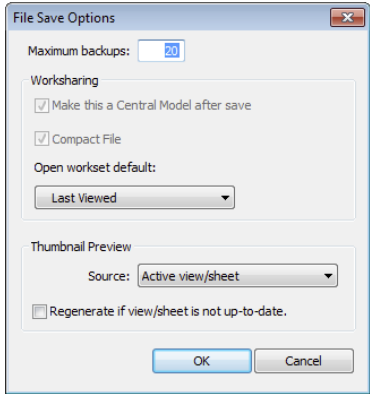 File Save Options
Maximum backups: 20
Worksharing
Make this a Central Model after save
Compact File
Open workset default:
Last Viewed
Thumbnail Preview
Source: Active view/sheet
Regenerate if view/sheet is not up-to-date.
OK Cancel